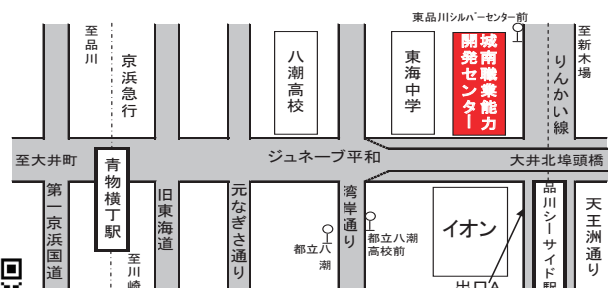 東品川シルバーセンター前
至品川
京浜急行
八潮高校
東海中学
城南職業能力
開発センター
りんかい線
至新木場
至大井町
青物横丁駅
ジュネーブ平和
大井北埠頭橋
第一京浜国道
至川崎
旧東海道
元なぎさ通り
都立八
潮
湾岸通り
都立八潮
高校前
イオン
出口A
品川シーサイド駅
天王洲通り